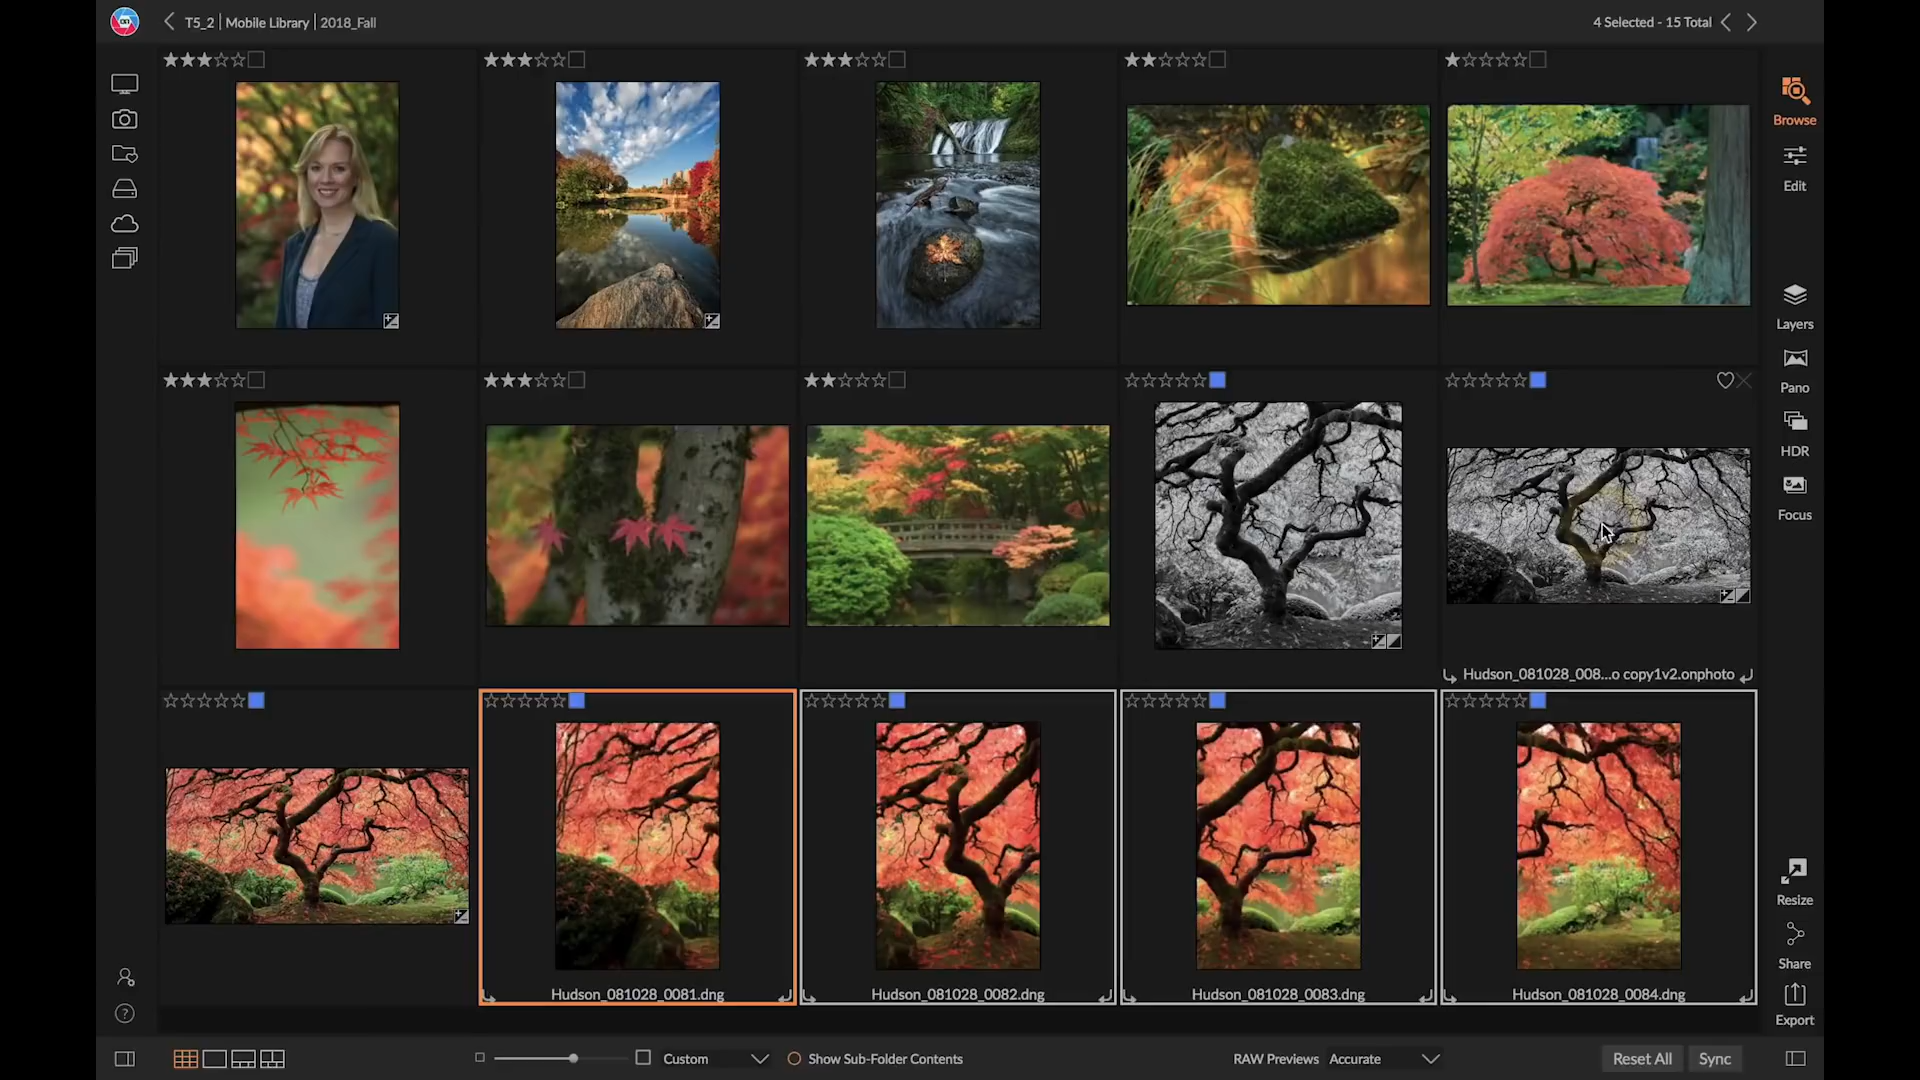 T5_2 | Mobile Library | 2018_Fall
4 Selected - 15 Total
Browse
Edit
Layers
Pano
HDR
Focus
Hudson_081028_008...o copy1v2.onphoto
Hudson_081028_0081.dng
Hudson_081028_0082.dng
Hudson_081028_0083.dng
Hudson_081028_0084.dng
Resize
Share
Export
Custom
Show Sub-Folder Contents
RAW Previews Accurate
Reset All
Sync